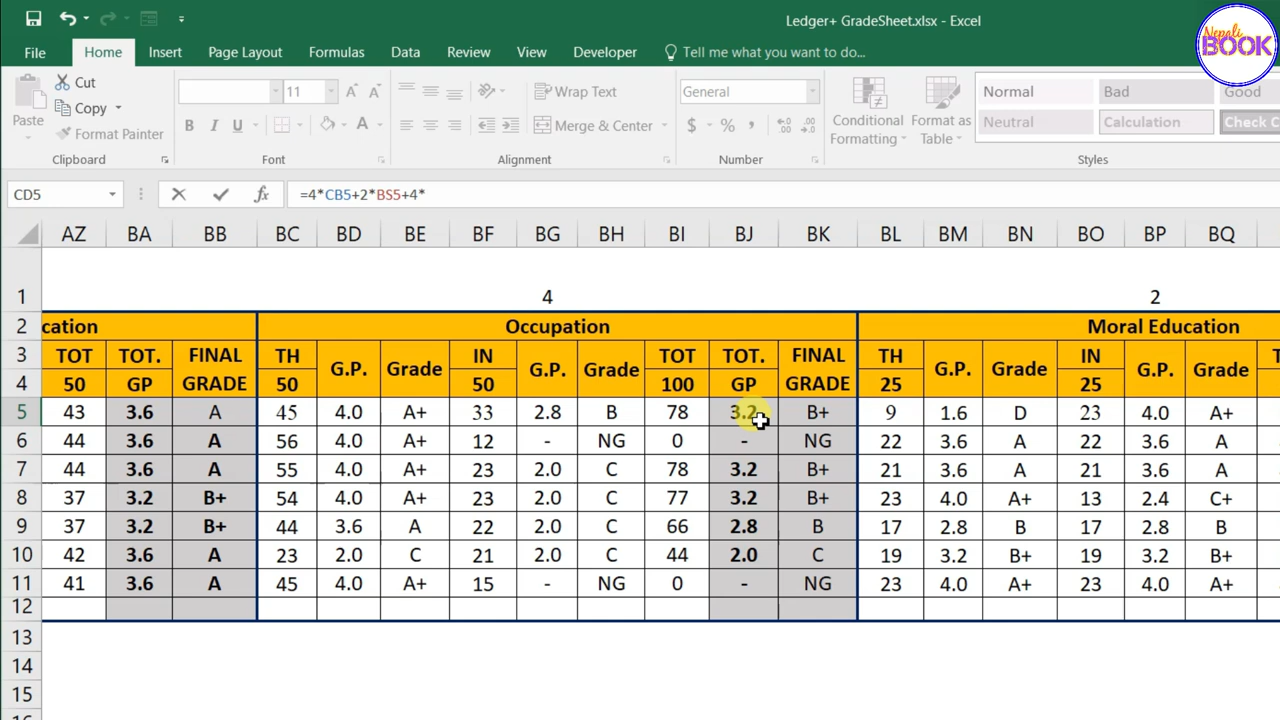 Ledger+ GradeSheet.xlsx - Excel
Nepali
BOOK
File Home Insert Page Layout Formulas Data Review View Developer Tell me what you want to do...
Cut
Copy
Format Painter
Paste
Clipboard
11 A A
B I U A
Font
Wrap Text
Merge & Center
Alignment
General
$ % , .0 .00 .00 .0
Number
Conditional Formatting
Format as Table
Normal Bad Good
Neutral Calculation Check C
Styles
CD5 fx =4*CB5+2*BS5+4*
AZ BA BB BC BD BE BF BG BH BI BJ BK BL BM BN BO BP BQ
1 4 2
2 cation Occupation Moral Education
3 TOT TOT. FINAL TH G.P. Grade IN G.P. Grade TOT TOT. FINAL TH G.P. Grade IN G.P. Grade
4 50 GP GRADE 50 50 100 GP GRADE 25 25
5 43 3.6 A 45 4.0 A+ 33 2.8 B 78 3.2 B+ 9 1.6 D 23 4.0 A+
6 44 3.6 A 56 4.0 A+ 12 - NG 0 - NG 22 3.6 A 22 3.6 A
7 44 3.6 A 55 4.0 A+ 23 2.0 C 78 3.2 B+ 21 3.6 A 21 3.6 A
8 37 3.2 B+ 54 4.0 A+ 23 2.0 C 77 3.2 B+ 23 4.0 A+ 13 2.4 C+
9 37 3.2 B+ 44 3.6 A 22 2.0 C 66 2.8 B 17 2.8 B 17 2.8 B
10 42 3.6 A 23 2.0 C 21 2.0 C 44 2.0 C 19 3.2 B+ 19 3.2 B+
11 41 3.6 A 45 4.0 A+ 15 - NG 0 - NG 23 4.0 A+ 23 4.0 A+
12
13
14
15